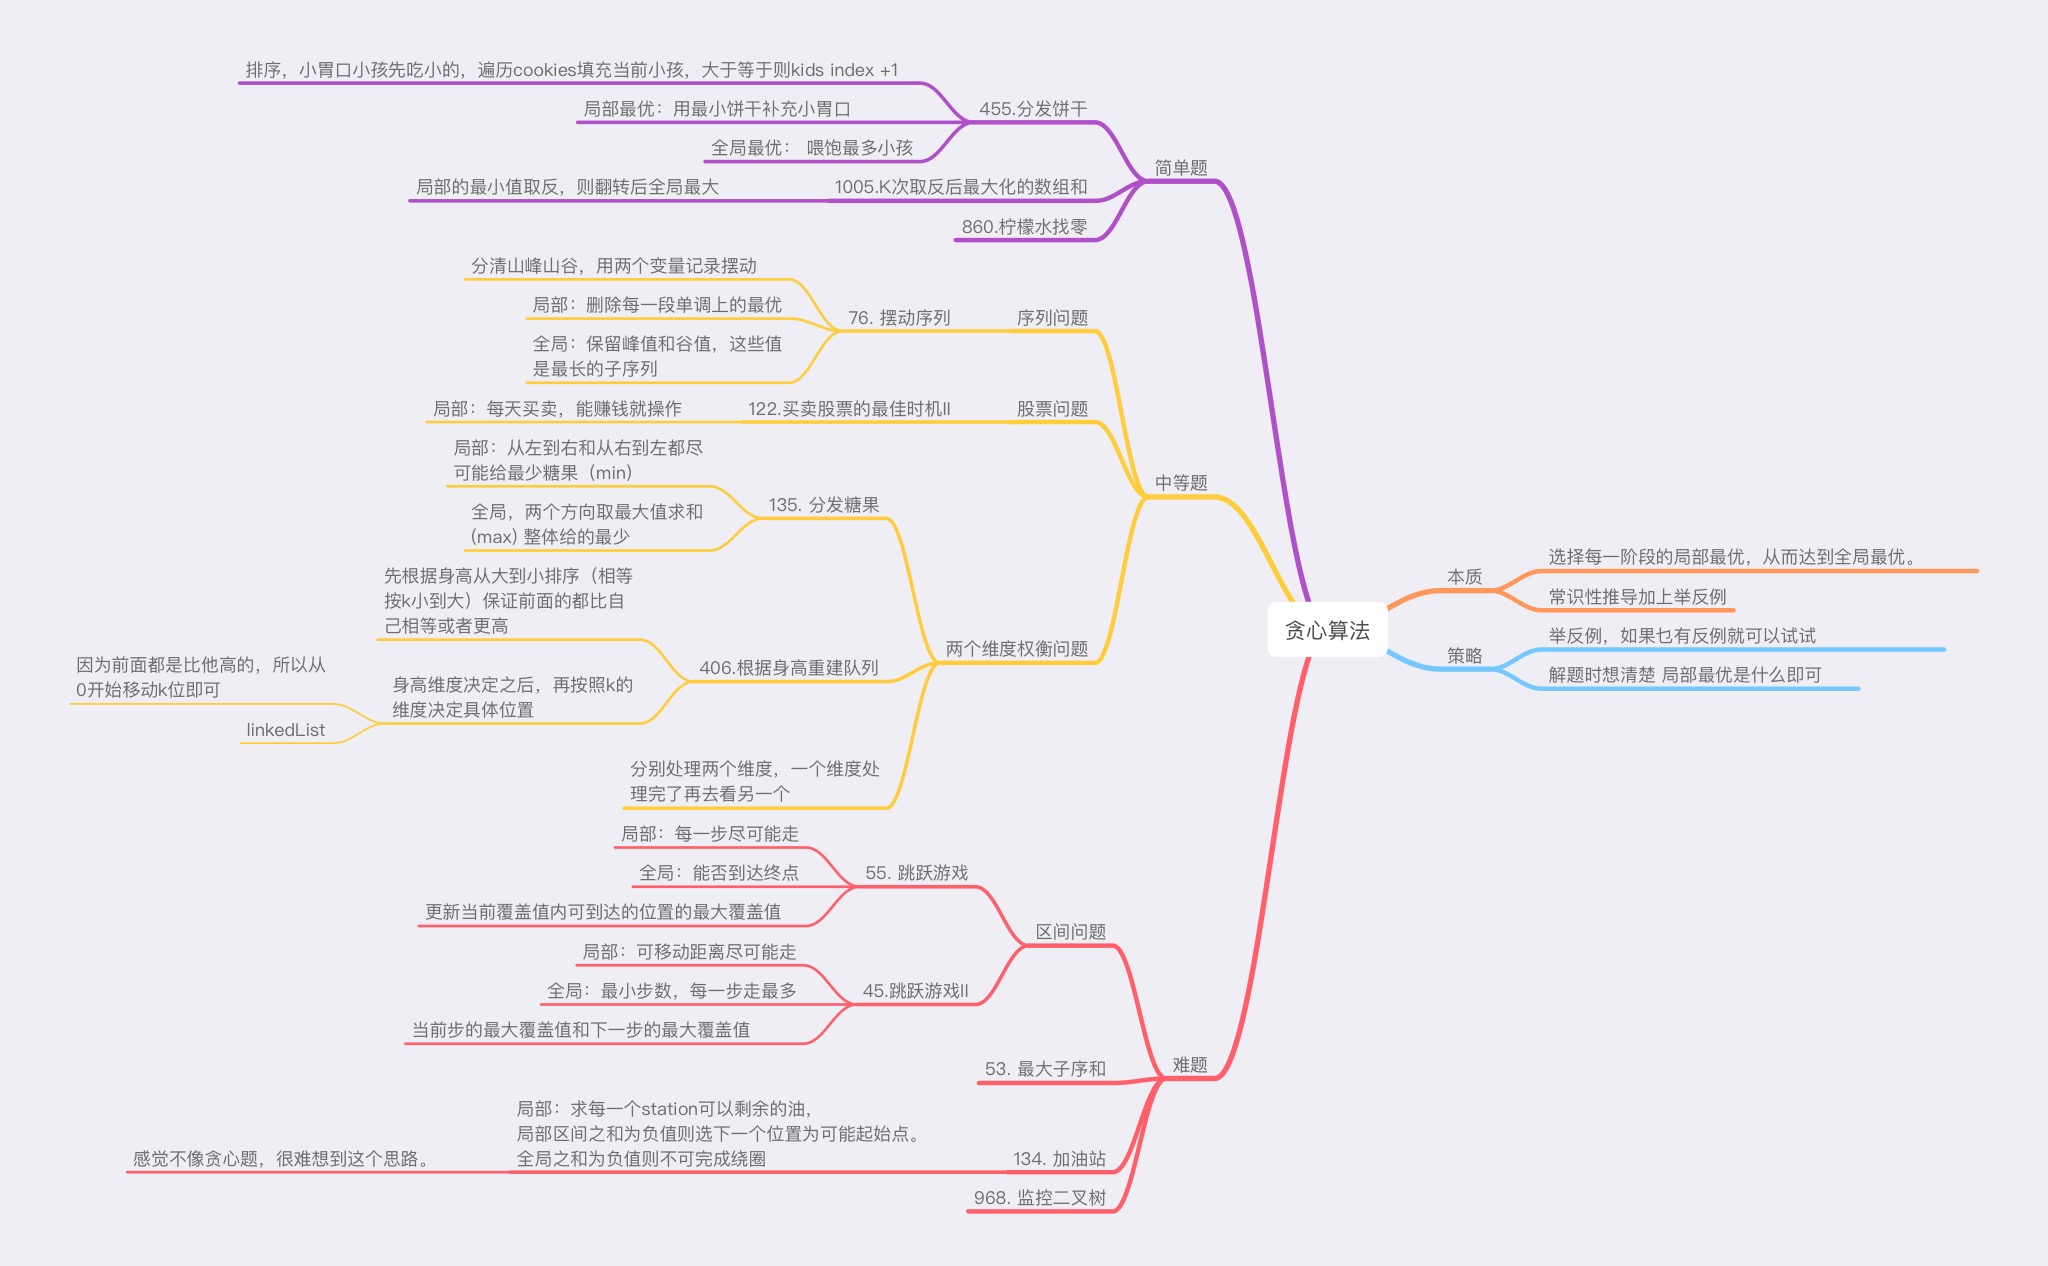 贪心算法
本质
选择每一阶段的局部最优，从而达到全局最优。
常识性推导加上举反例
策略
举反例，如果乜有反例就可以试试
解题时想清楚 局部最优是什么即可
简单题
455.分发饼干
排序，小胃口小孩先吃小的，遍历cookies填充当前小孩，大于等于则kids index +1
局部最优：用最小饼干补充小胃口
全局最优： 喂饱最多小孩
1005.K次取反后最大化的数组和
局部的最小值取反，则翻转后全局最大
860.柠檬水找零
中等题
序列问题
76. 摆动序列
分清山峰山谷，用两个变量记录摆动
局部：删除每一段单调上的最优
全局：保留峰值和谷值，这些值
是最长的子序列
股票问题
122.买卖股票的最佳时机II
局部：每天买卖，能赚钱就操作
两个维度权衡问题
135. 分发糖果
局部：从左到右和从右到左都尽
可能给最少糖果（min)
全局，两个方向取最大值求和
(max) 整体给的最少
406.根据身高重建队列
先根据身高从大到小排序（相等
按k小到大）保证前面的都比自
己相等或者更高
身高维度决定之后，再按照k的
维度决定具体位置
因为前面都是比他高的，所以从
0开始移动k位即可
linkedList
分别处理两个维度，一个维度处
理完了再去看另一个
难题
区间问题
55. 跳跃游戏
局部：每一步尽可能走
全局：能否到达终点
更新当前覆盖值内可到达的位置的最大覆盖值
45.跳跃游戏II
局部：可移动距离尽可能走
全局：最小步数，每一步走最多
当前步的最大覆盖值和下一步的最大覆盖值
53. 最大子序和
134. 加油站
局部：求每一个station可以剩余的油，
局部区间之和为负值则选下一个位置为可能起始点。
全局之和为负值则不可完成绕圈
感觉不像贪心题，很难想到这个思路。
968. 监控二叉树